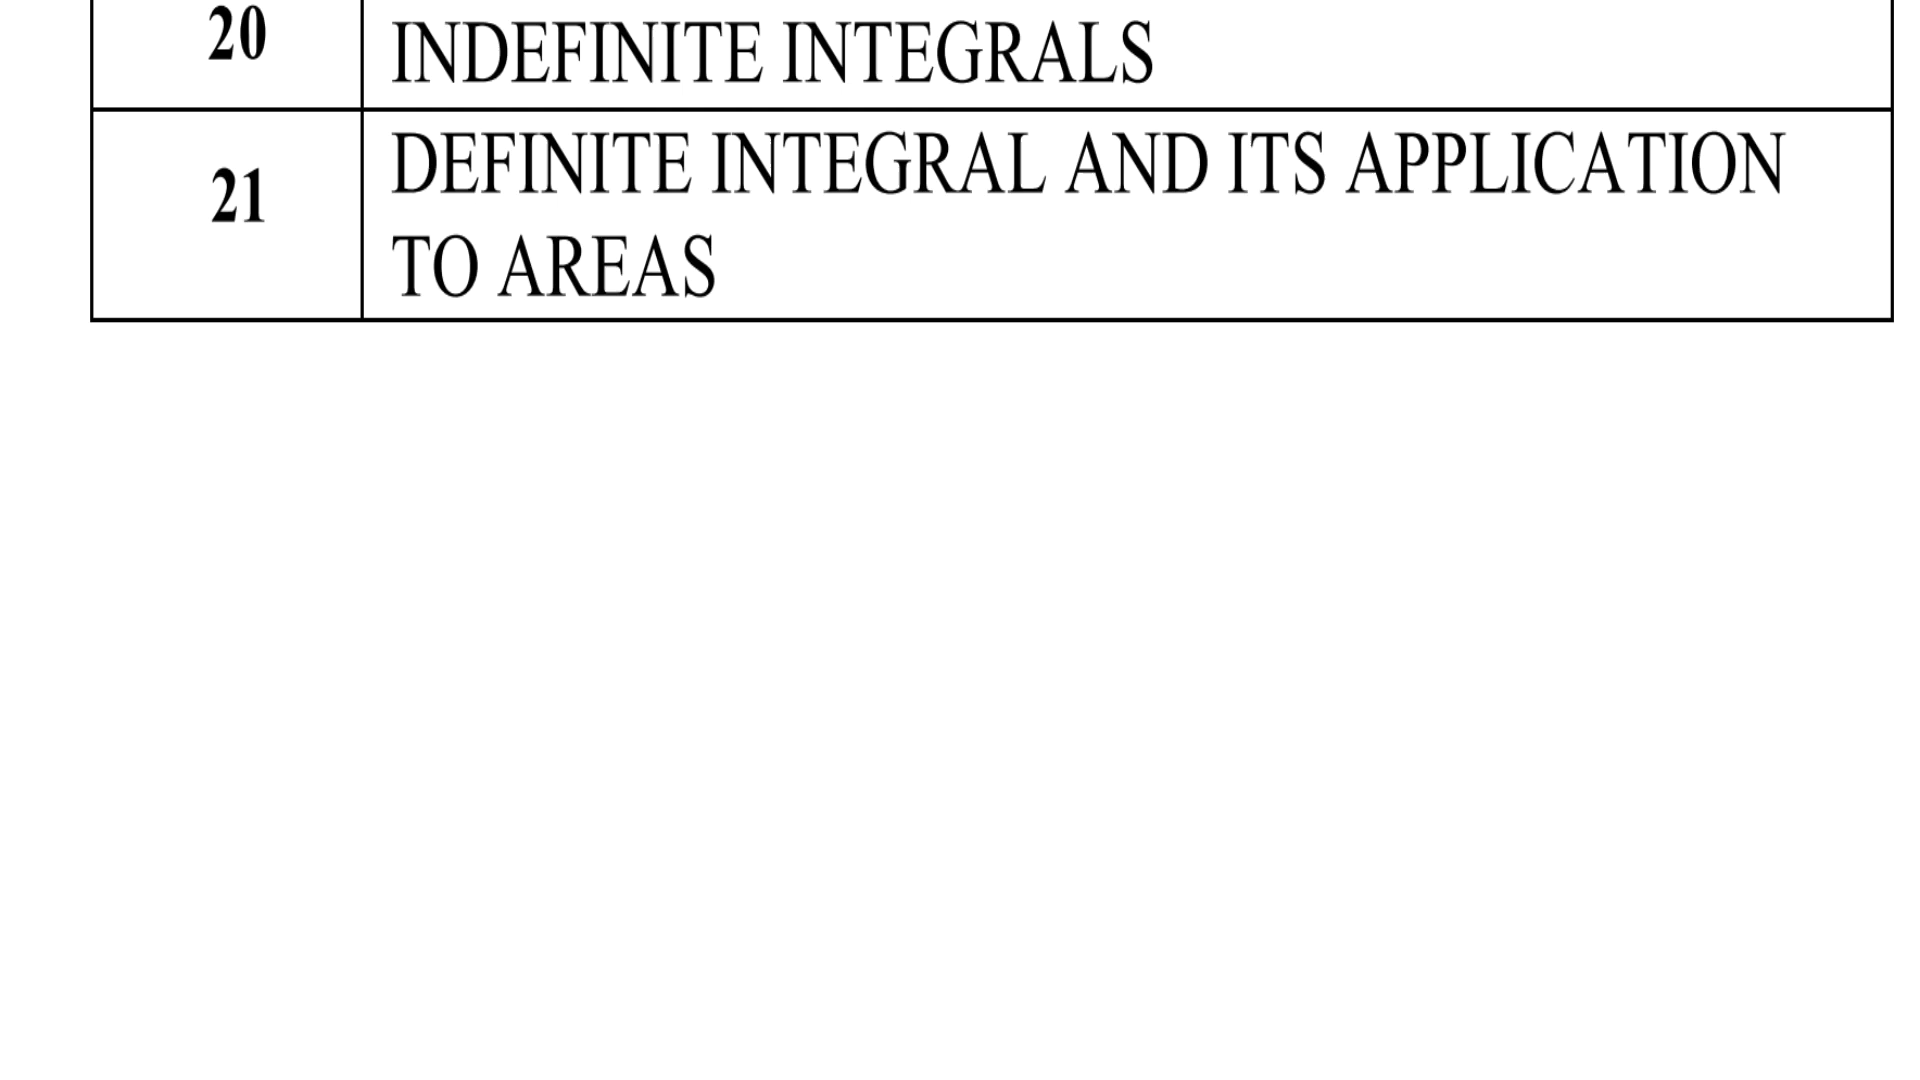 20 INDEFINITE INTEGRALS
21 DEFINITE INTEGRAL AND ITS APPLICATION
TO AREAS